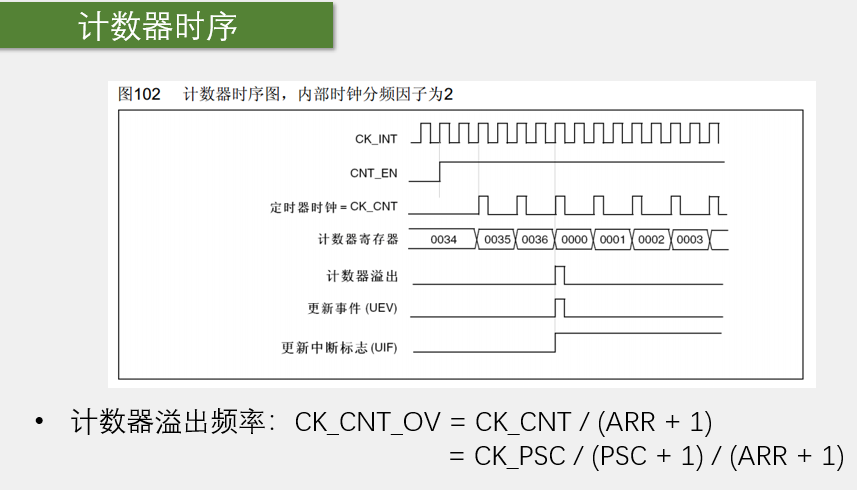 计数器时序
图102 计数器时序图，内部时钟分频因子为2
CK_INT
CNT_EN
定时器时钟 = CK_CNT
计数器寄存器 0034 0035 0036 0000 0001 0002 0003
计数器溢出
更新事件 (UEV)
更新中断标志 (UIF)
• 计数器溢出频率：CK_CNT_OV = CK_CNT / (ARR + 1)
= CK_PSC / (PSC + 1) / (ARR + 1)